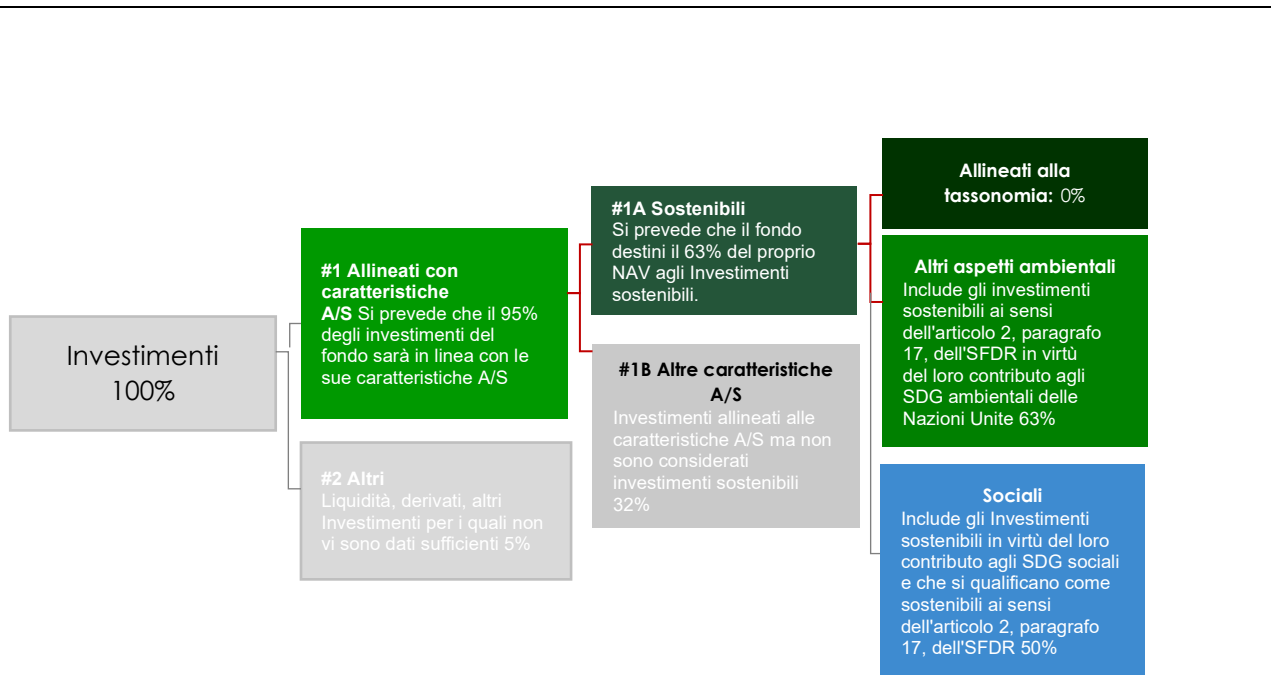 Investimenti
100%
#1 Allineati con
caratteristiche
A/S Si prevede che il 95%
degli investimenti del
fondo sarà in linea con le
sue caratteristiche A/S
#2 Altri
Liquidità, derivati, altri
Investimenti per i quali non
vi sono dati sufficienti 5%
#1A Sostenibili
Si prevede che il fondo
destini il 63% del proprio
NAV agli Investimenti
sostenibili.
#1B Altre caratteristiche
A/S
Investimenti allineati alle
caratteristiche A/S ma non
sono considerati
investimenti sostenibili
32%
Allineati alla
tassonomia: 0%
Altri aspetti ambientali
Include gli investimenti
sostenibili ai sensi
dell'articolo 2, paragrafo
17, dell'SFDR in virtù
del loro contributo agli
SDG ambientali delle
Nazioni Unite 63%
Sociali
Include gli Investimenti
sostenibili in virtù del loro
contributo agli SDG sociali
e che si qualificano come
sostenibili ai sensi
dell'articolo 2, paragrafo
17, dell'SFDR 50%